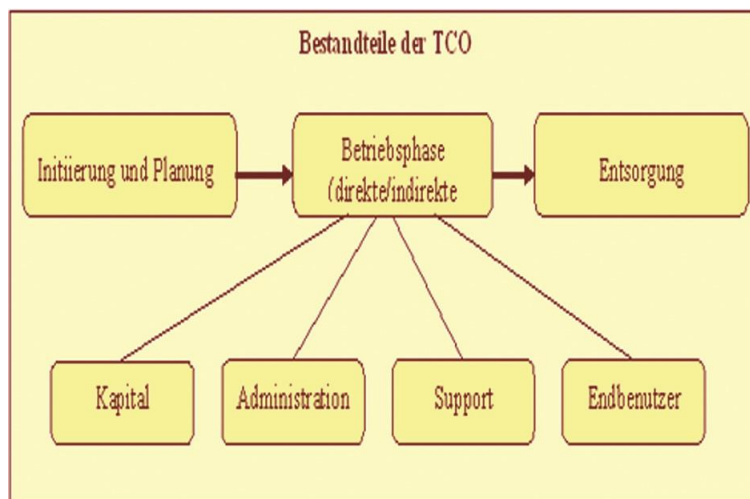 Bestandteile der TCO
Initiierung und Planung
Betriebsphase
(direkte/indirekte
Entsorgung
Kapital
Administration
Support
Endbenutzer